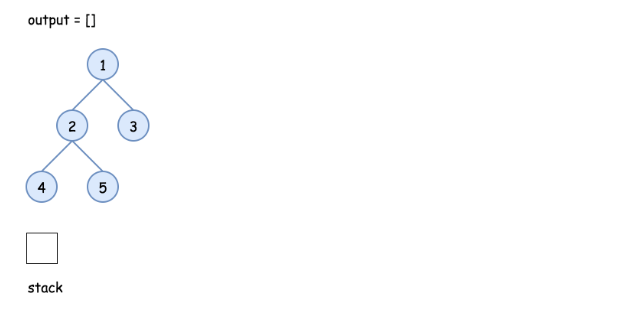 output = []
1
2 3
4 5
stack